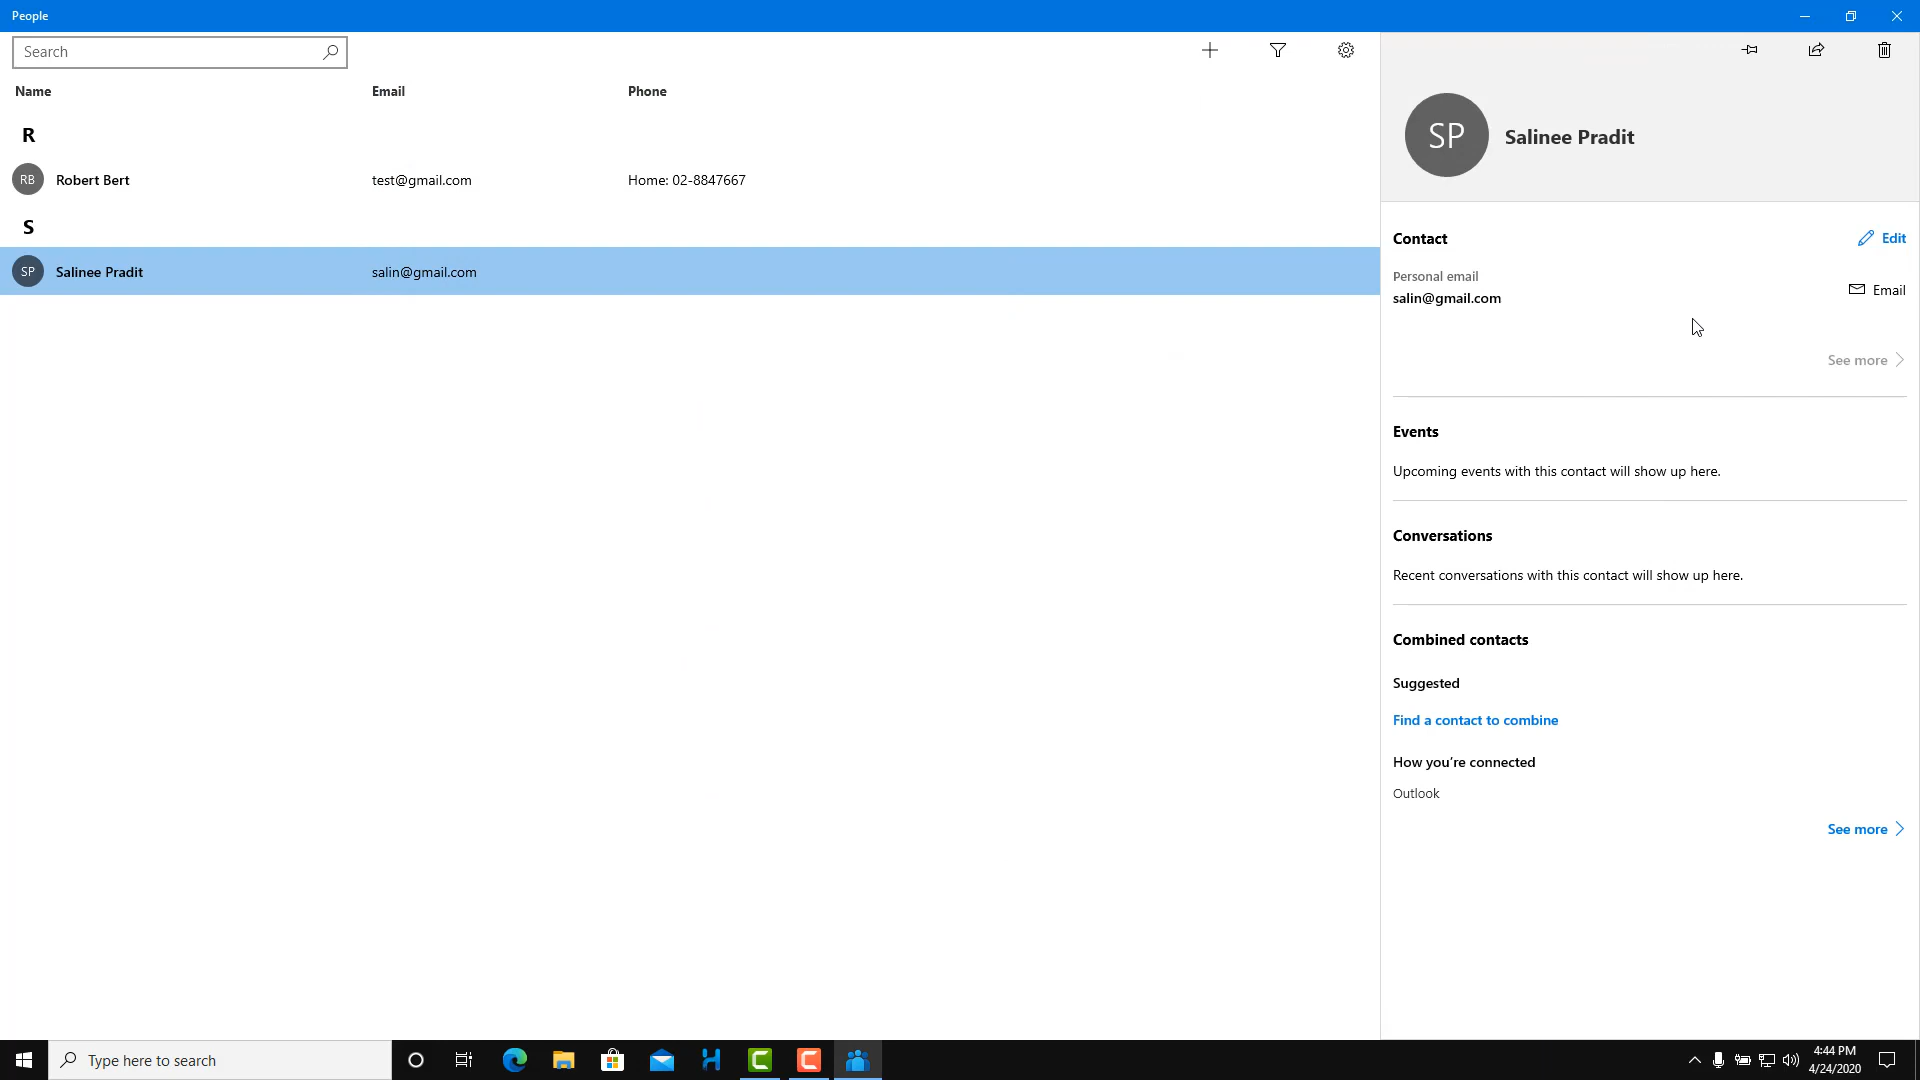 People
Search
Name Email Phone
R
RB Robert Bert test@gmail.com Home: 02-8847667
S
SP Salinee Pradit salin@gmail.com
SP Salinee Pradit
Contact Edit
Personal email
salin@gmail.com
Email
See more
Events
Upcoming events with this contact will show up here.
Conversations
Recent conversations with this contact will show up here.
Combined contacts
Suggested
Find a contact to combine
How you’re connected
Outlook
See more
Type here to search
4:44 PM
4/24/2020